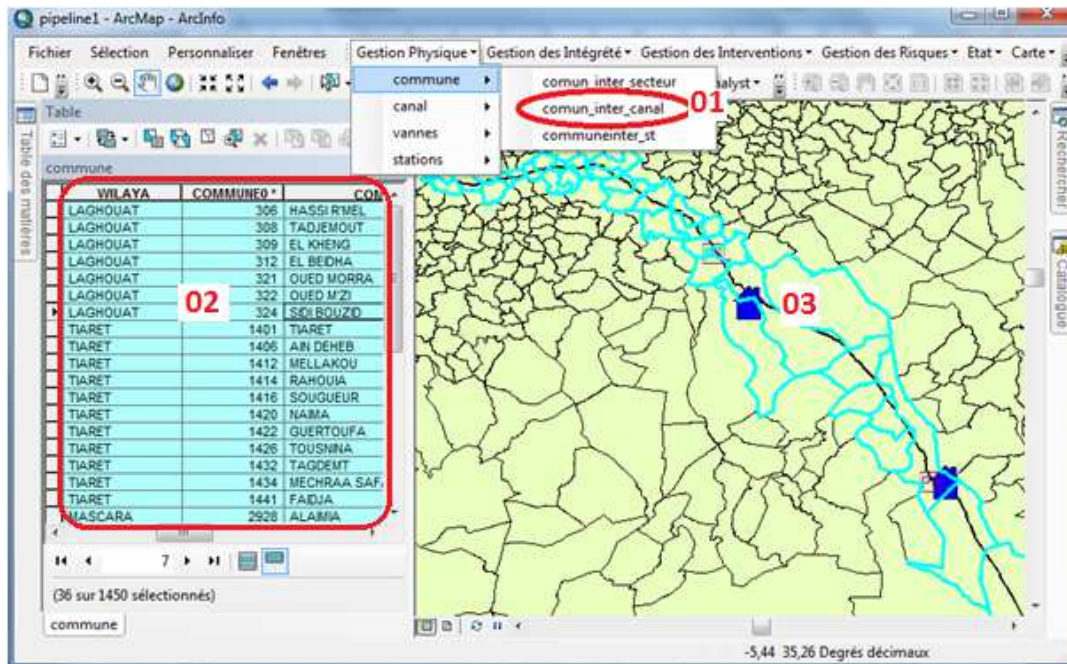 pipeline1 - ArcMap - ArcInfo
Fichier Sélection Personnaliser Fenêtres Gestion Physique Gestion des Intégrété Gestion des Interventions Gestion des Risques Etat Carte
commune
canal
vannes
stations
comun_inter_secteur
comun_inter_canal
communeinter_st
01
alyst
Table
commune
WILAYA COMMUNE0 * COM
LAGHOUAT 306 HASSI R'MEL
LAGHOUAT 308 TADJEMOUT
LAGHOUAT 309 EL KHENG
LAGHOUAT 312 EL BEIDHA
LAGHOUAT 321 OUED MORRA
LAGHOUAT 322 OUED M'ZI
LAGHOUAT 324 SIDI BOUZID
TIARET 1401 TIARET
TIARET 1406 AIN DEHEB
TIARET 1412 MELLAKOU
TIARET 1414 RAHOUIA
TIARET 1416 SOUGUEUR
TIARET 1420 NAIMA
TIARET 1422 GUERTOUFA
TIARET 1426 TOUSNINA
TIARET 1432 TAGDEMT
TIARET 1434 MECHRAA SAF
TIARET 1441 FAIDJA
MASCARA 2928 ALAIMIA
02
03
7
(36 sur 1450 sélectionnés)
commune
Table des matières
Rechercher
Catalogue
-5,44 35,26 Degrés décimaux